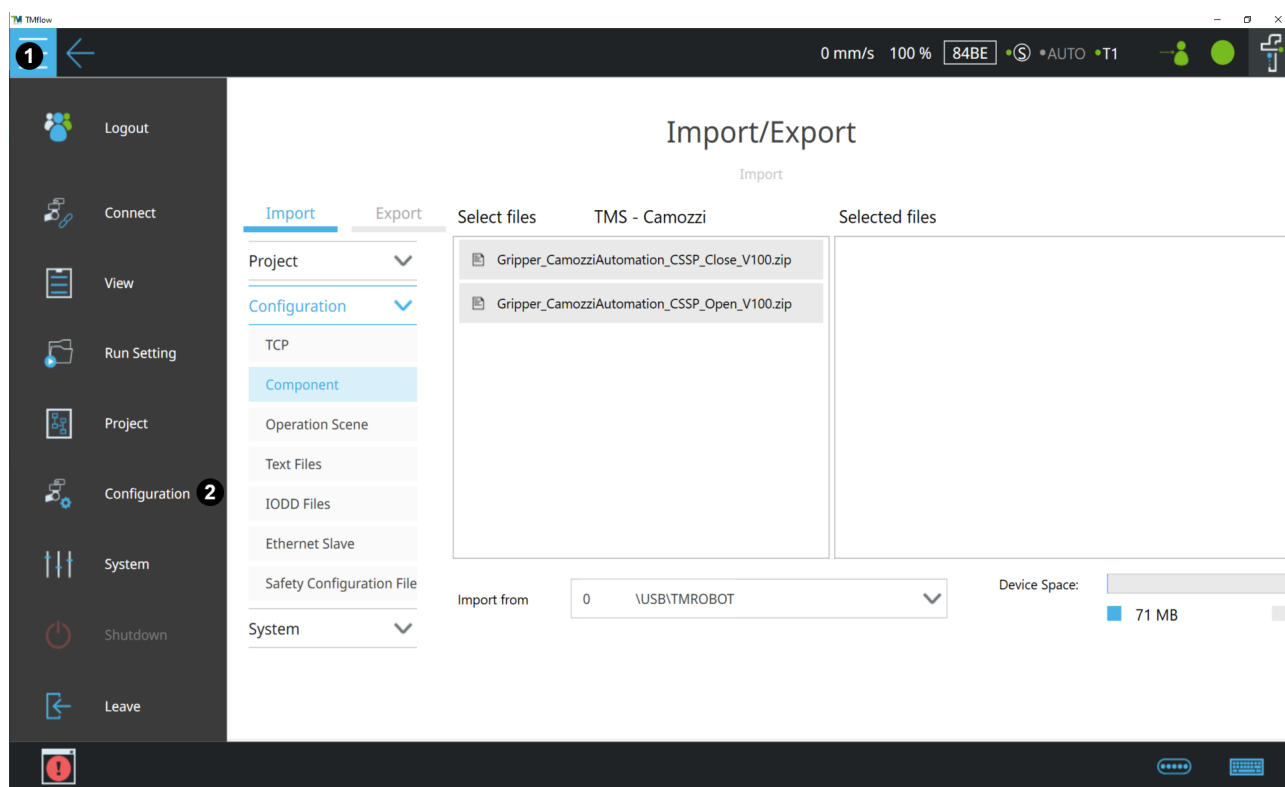 TM TMflow
1
0 mm/s 100 % 84BE S AUTO T1
Logout
Connect
View
Run Setting
Project
Configuration 2
System
Shutdown
Leave
Import/Export
Import
Import Export
Project
Configuration
TCP
Component
Operation Scene
Text Files
IODD Files
Ethernet Slave
Safety Configuration File
System
Select files TMS - Camozzi
Gripper_CamozziAutomation_CSSP_Close_V100.zip
Gripper_CamozziAutomation_CSSP_Open_V100.zip
Selected files
Import from 0 \USB\TMROBOT
Device Space:
71 MB